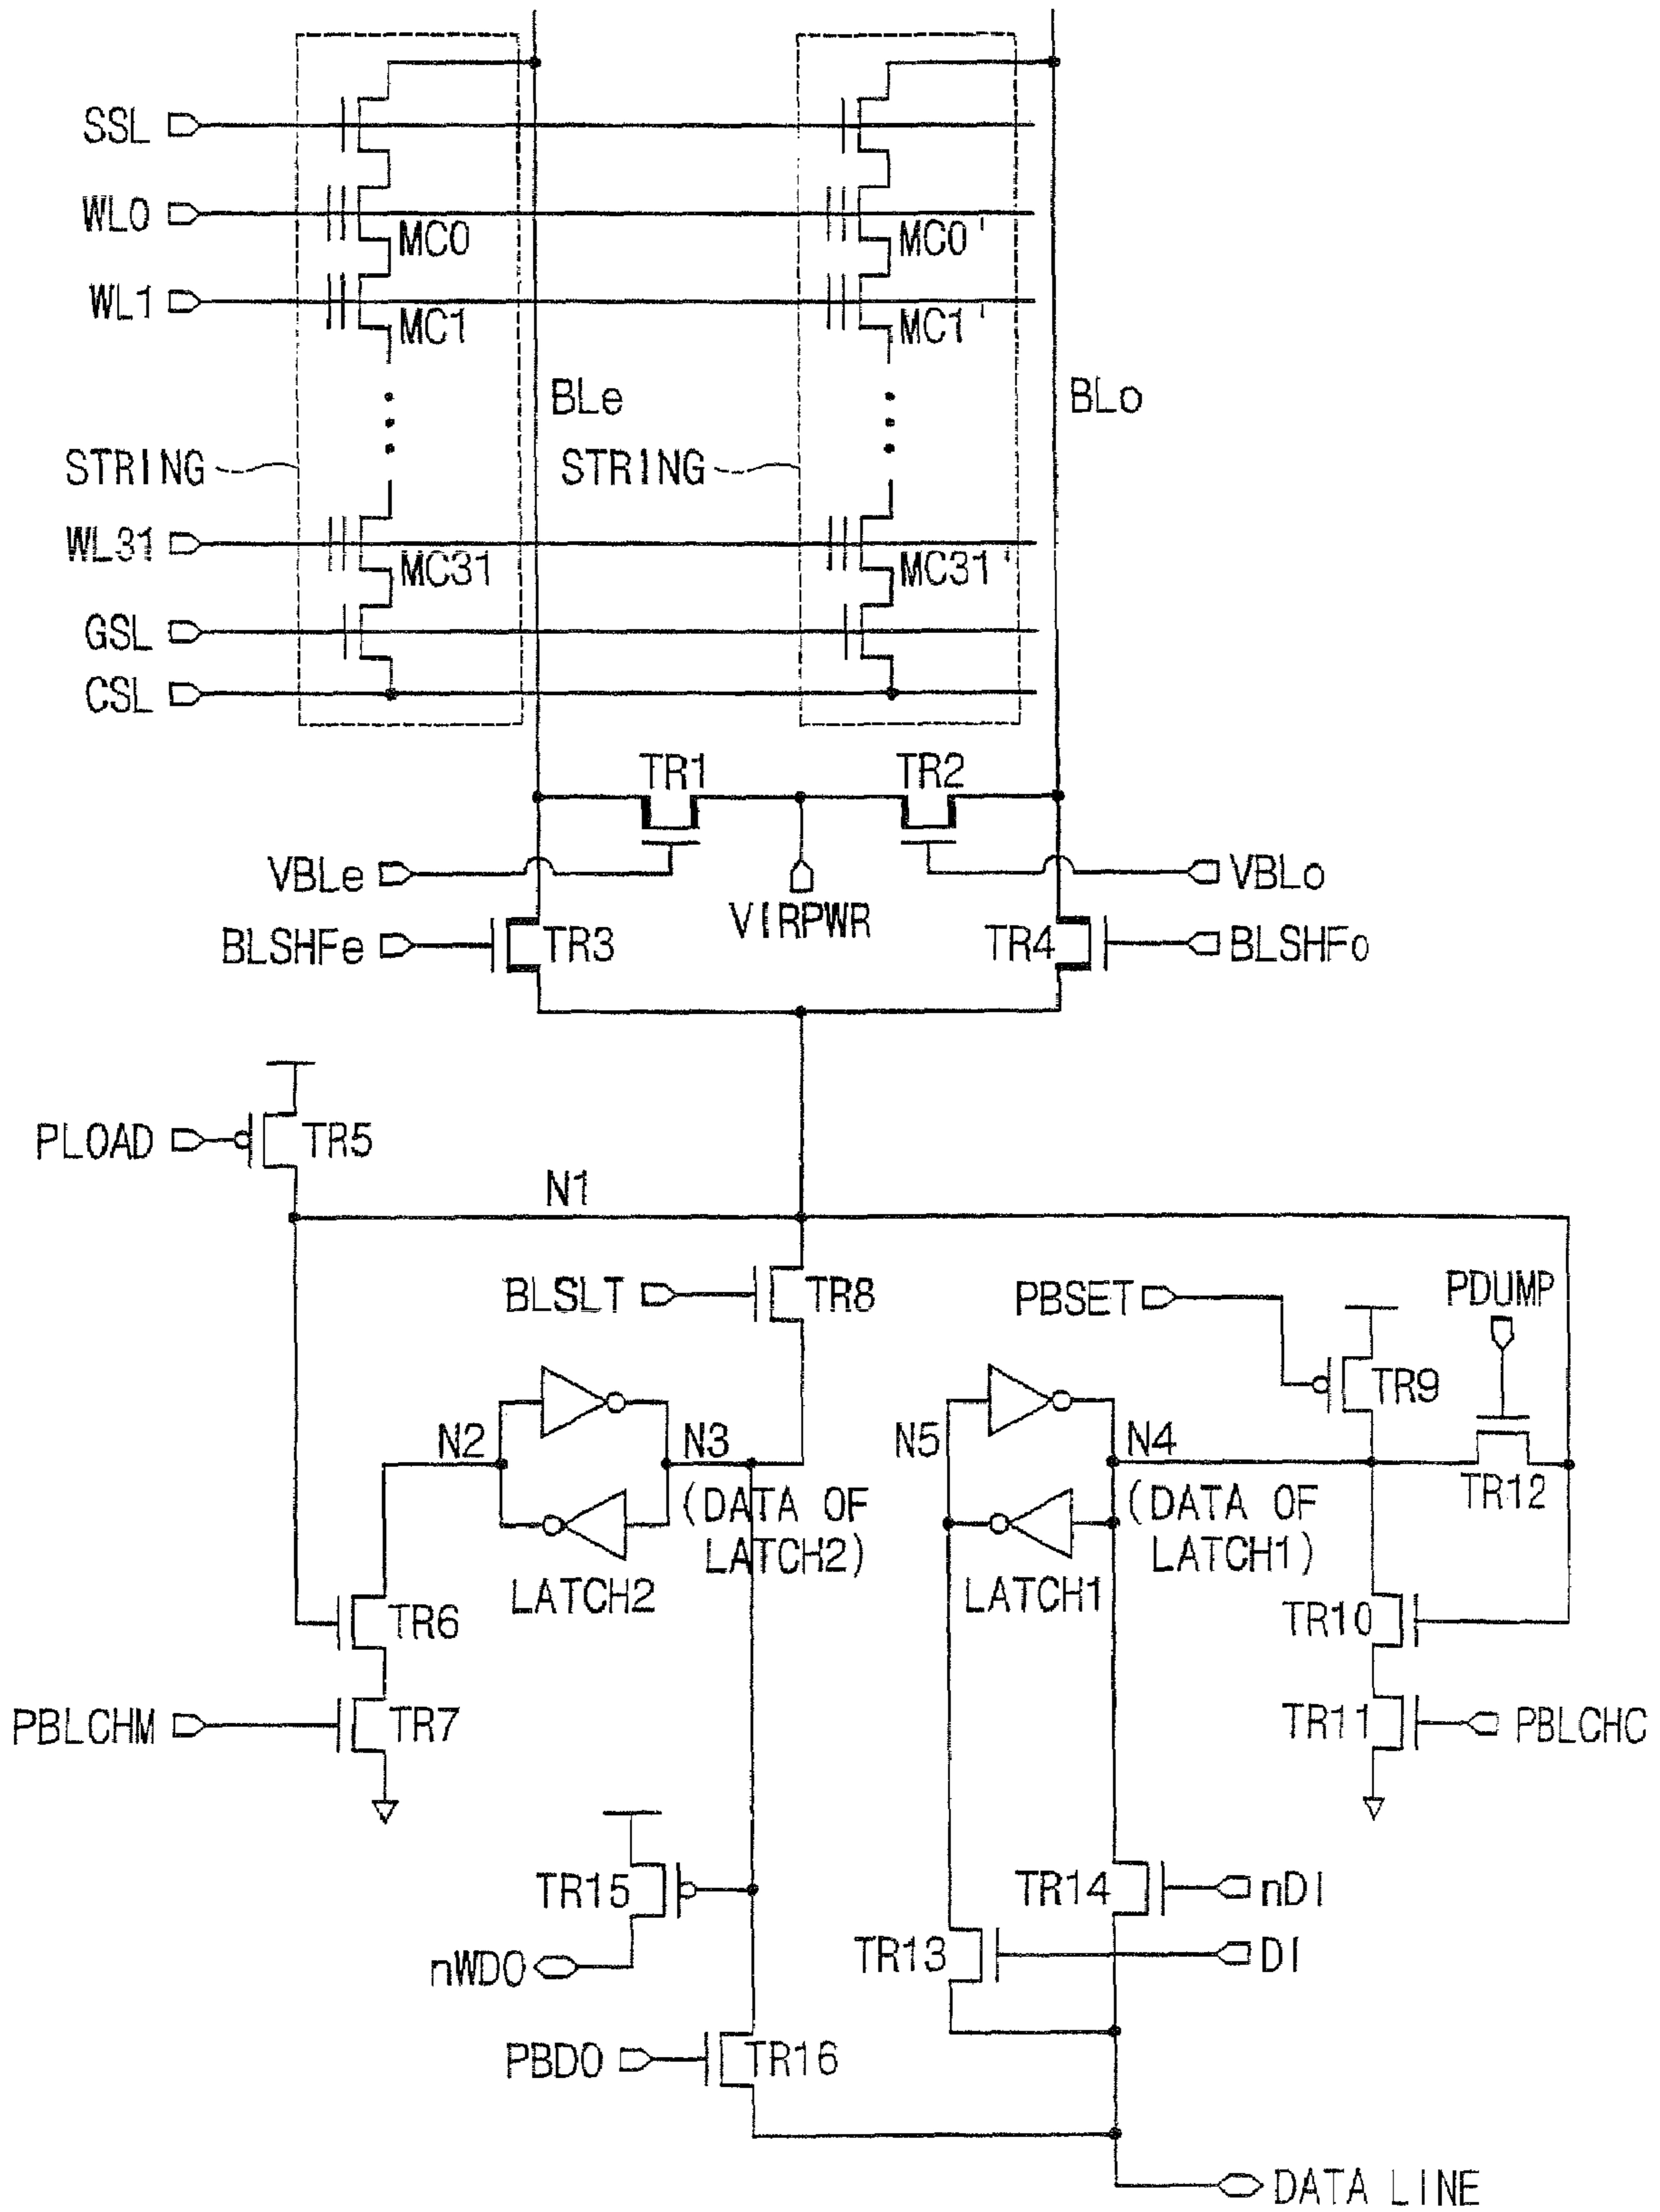 SSL
WL0
MC0
MC0'
WL1
MC1
MC1'
BLe
BLo
STRING
STRING
WL31
MC31
MC31'
GSL
CSL
TR1
TR2
VBLe
VBLo
VIRPWR
BLSHFe
TR3
TR4
BLSHFo
PLOAD
TR5
N1
BLSLT
TR8
PBSET
PDUMP
TR9
N2
N3
N5
N4
TR12
(DATA OF
LATCH2)
(DATA OF
LATCH1)
LATCH2
LATCH1
TR6
TR10
PBLCHM
TR7
TR11
PBLCHC
TR15
TR14
nDI
nWDO
TR13
DI
PBDO
TR16
DATA LINE